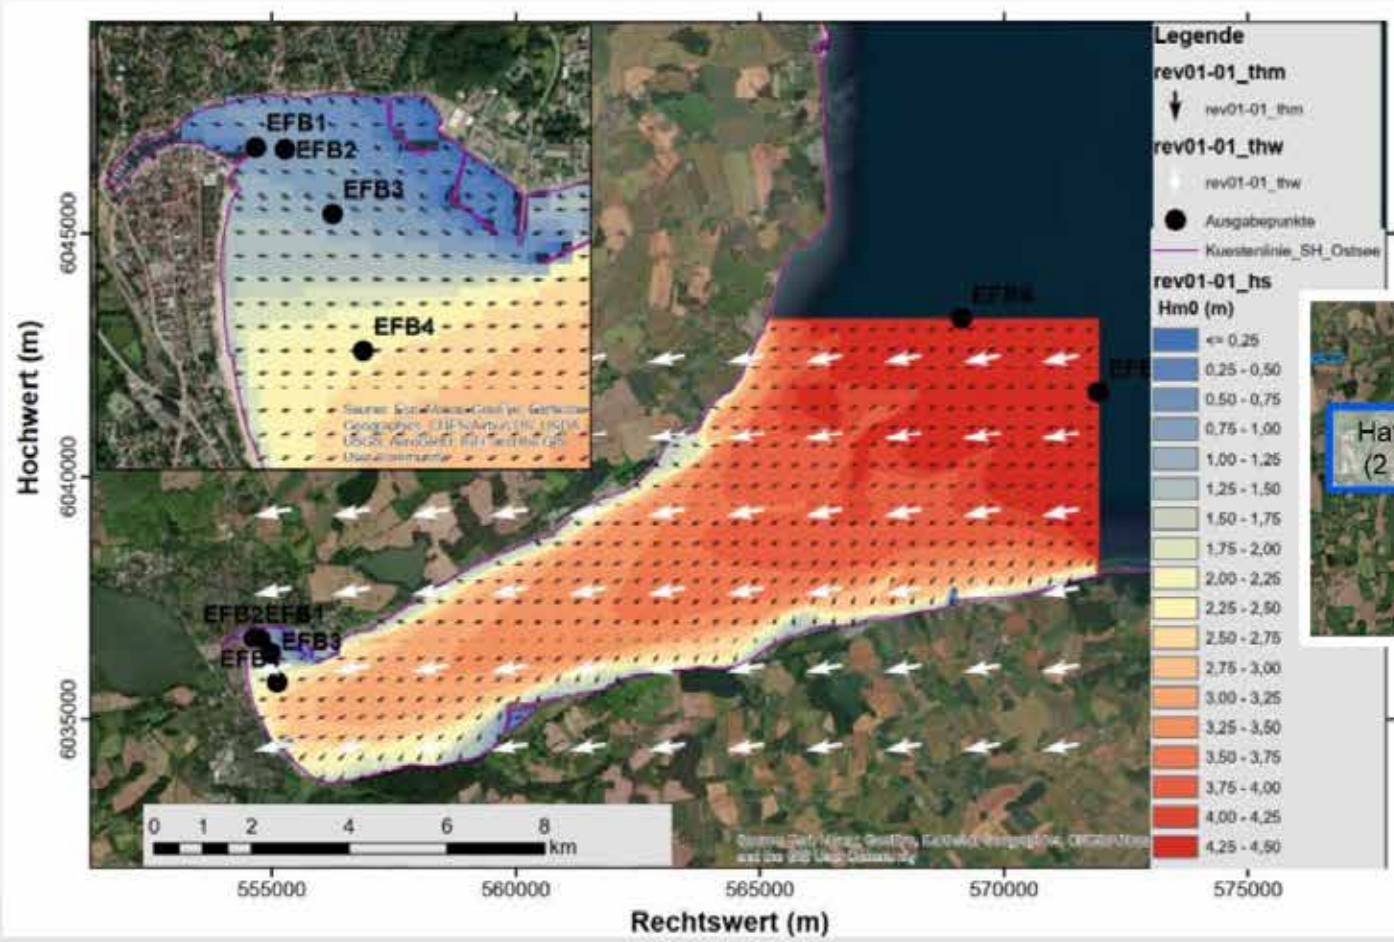 Hochwert (m)
6045000
6040000
6035000
EFB1
EFB2
EFB3
EFB4
EFB2EFB1
EFB3
0 1 2 4 6 8
km
555000 560000 565000 570000 575000
Rechtswert (m)
Legende
rev01-01_thm
rev01-01_thm
rev01-01_thw
rev01-01_thw
Ausgabepunkte
Kuestenlinie_SH_Ostsee
rev01-01_hs
Hm0 (m)
<= 0,25
0,25 - 0,50
0,50 - 0,75
0,75 - 1,00
1,00 - 1,25
1,25 - 1,50
1,50 - 1,75
1,75 - 2,00
2,00 - 2,25
2,25 - 2,50
2,50 - 2,75
2,75 - 3,00
3,00 - 3,25
3,25 - 3,50
3,50 - 3,75
3,75 - 4,00
4,00 - 4,25
4,25 - 4,50
(2